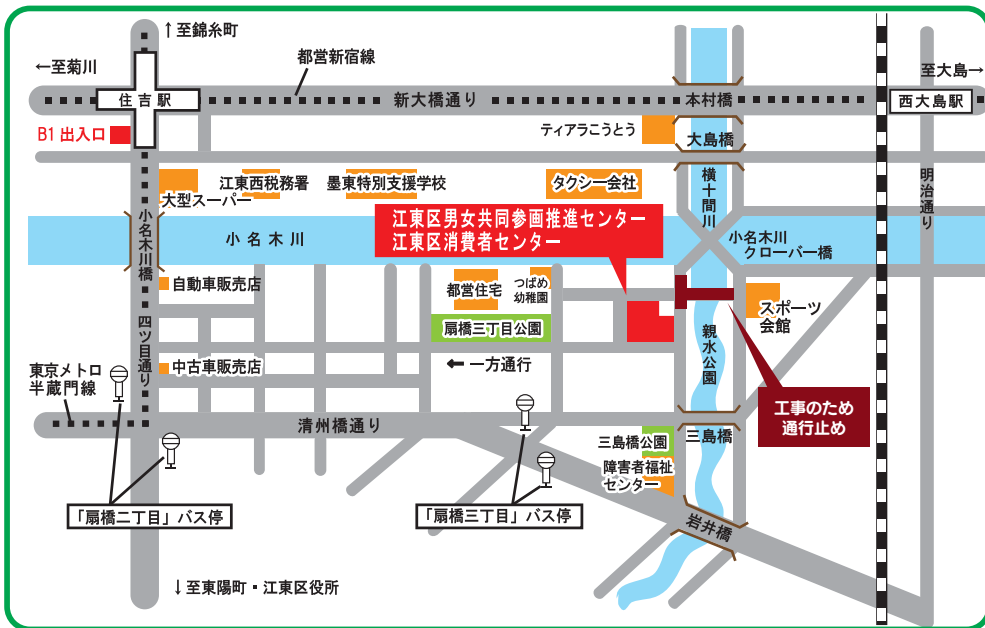 ↑至錦糸町
←至菊川
都営新宿線
至大島→
住吉駅
新大橋通り
本村橋
西大島駅
B1 出入口
ティアラこうとう
大島橋
江東西税務署
墨東特別支援学校
タクシー会社
大型スーパー
横十間川
明治通り
江東区男女共同参画推進センター
江東区消費者センター
小名木川橋
小名木川
小名木川
クローバー橋
自動車販売店
都営住宅
つばめ
幼稚園
スポーツ
会館
扇橋三丁目公園
四ツ目通り
親水公園
← 一方通行
中古車販売店
東京メトロ
半蔵門線
工事のため
通行止め
清州橋通り
三島橋公園
三島橋
障害者福祉
センター
「扇橋二丁目」バス停
「扇橋三丁目」バス停
岩井橋
↓至東陽町・江東区役所